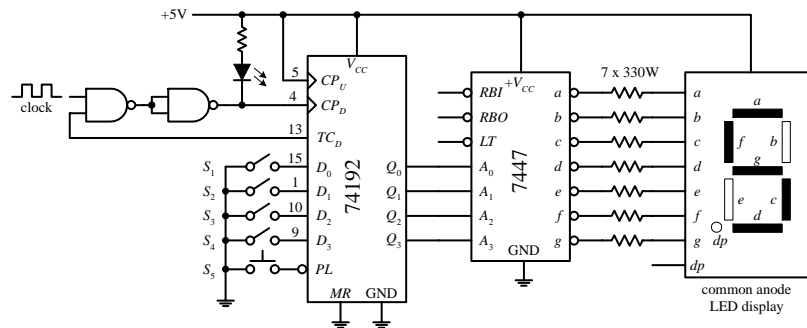 +5V
clock
V_CC
5 CP_U
4 CP_D
13 TC_D
S_1 15 D_0 Q_0
S_2 1 D_1 Q_1
S_3 10 D_2 Q_2
S_4 9 D_3 Q_3
S_5 PL
74192
MR GND
+V_CC
RBI a
RBO b
LT c
A_0 d
A_1 e
A_2 f
A_3 g
7447
GND
7 x 330W
a
b
c
d
e
f
g
dp
a
f b
g
e c
d
dp
common anode
LED display